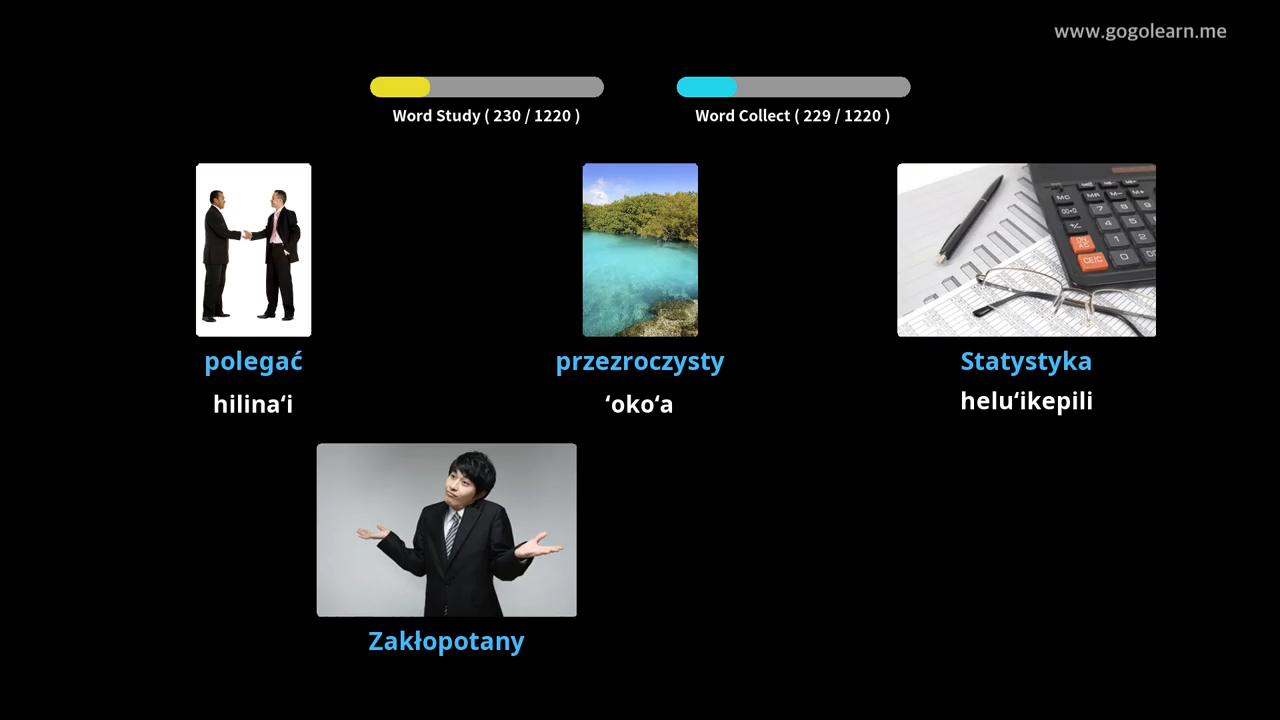 www.gogolearn.me
Word Study ( 230 / 1220 )
Word Collect ( 229 / 1220 )
polegać
przezroczysty
Statystyka
hilinaʻi
ʻokoʻa
heluʻikepili
Zakłopotany